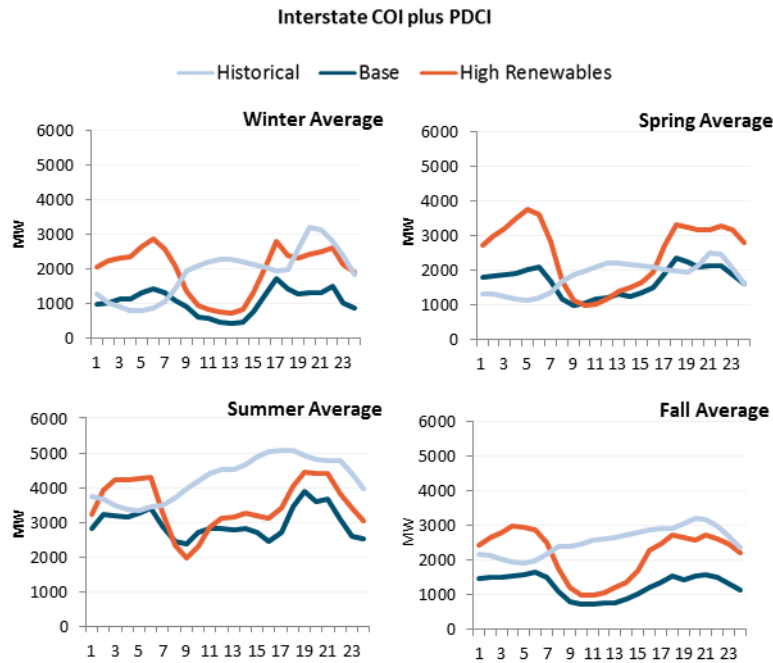 Interstate COI plus PDCI
Historical Base High Renewables
Winter Average
6000
5000
4000
3000
2000
1000
0
MW
1 3 5 7 9 11 13 15 17 19 21 23
Spring Average
6000
5000
4000
3000
2000
1000
0
MW
1 3 5 7 9 11 13 15 17 19 21 23
Summer Average
6000
5000
4000
3000
2000
1000
0
MW
1 3 5 7 9 11 13 15 17 19 21 23
Fall Average
6000
5000
4000
3000
2000
1000
0
MW
1 3 5 7 9 11 13 15 17 19 21 23